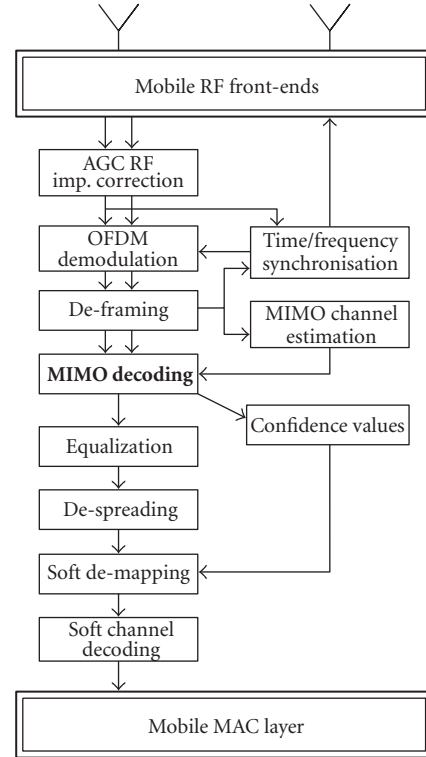 Mobile RF front-ends
AGC RF
imp. correction
OFDM
demodulation
Time/frequency
synchronisation
De-framing
MIMO channel
estimation
MIMO decoding
Confidence values
Equalization
De-spreading
Soft de-mapping
Soft channel
decoding
Mobile MAC layer